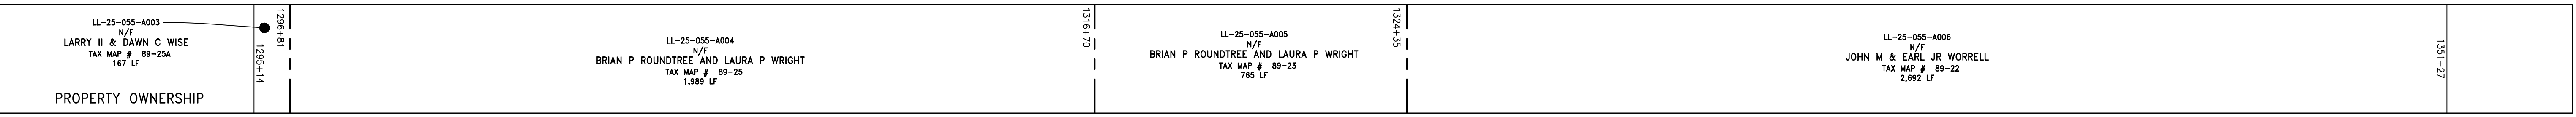 LL-25-055-A003
N/F
LARRY II & DAWN C WISE
TAX MAP # 89-25A
167 LF
PROPERTY OWNERSHIP
1295+14
1296+81
LL-25-055-A004
N/F
BRIAN P ROUNDTREE AND LAURA P WRIGHT
TAX MAP # 89-25
1,989 LF
1316+70
LL-25-055-A005
N/F
BRIAN P ROUNDTREE AND LAURA P WRIGHT
TAX MAP # 89-23
765 LF
1324+35
LL-25-055-A006
N/F
JOHN M & EARL JR WORRELL
TAX MAP # 89-22
2,692 LF
1351+27